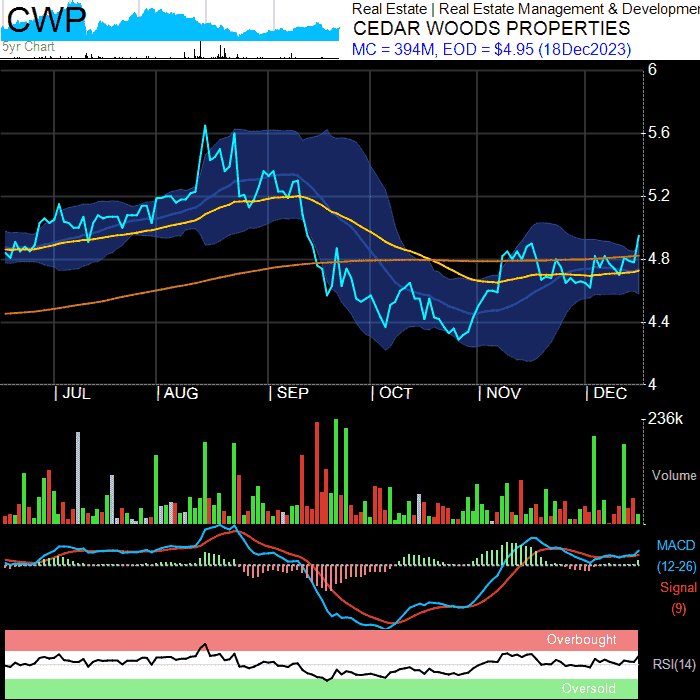 CWP
5yr Chart
Real Estate | Real Estate Management & Developmen
CEDAR WOODS PROPERTIES
MC = 394M, EOD = $4.95 (18Dec2023)
6
5.6
5.2
4.8
4.4
4
| JUL | AUG | SEP | OCT | NOV | DEC
236k
Volume
MACD
(12-26)
Signal
(9)
Overbought
RSI(14)
Oversold